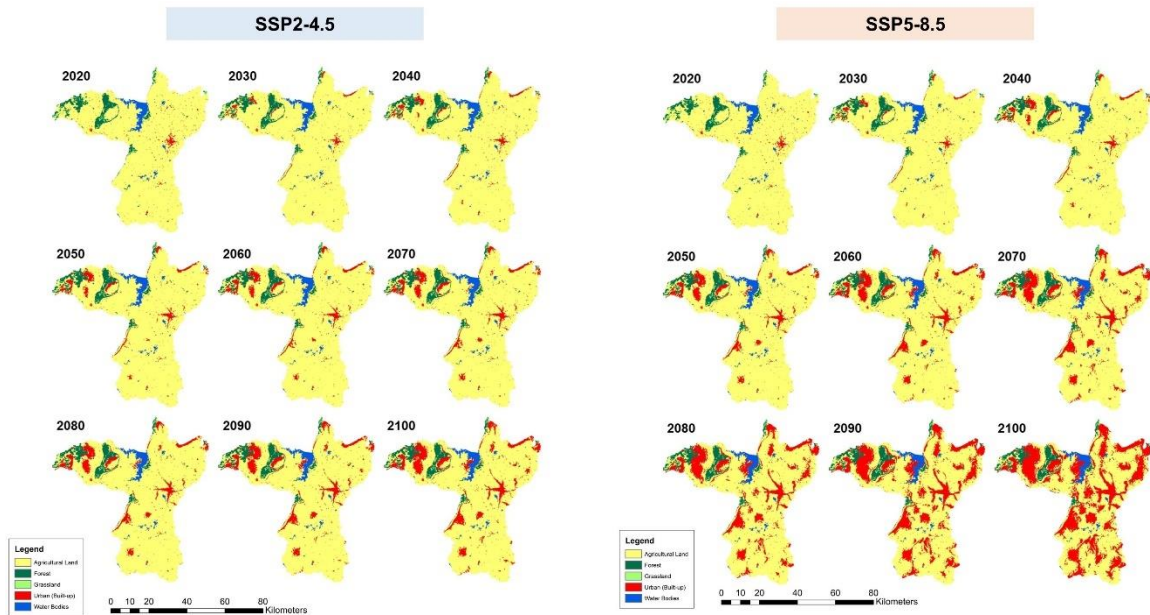 SSP2-4.5
2020 2030 2040
2050 2060 2070
2080 2090 2100
Legend
Agricultural Land
Forest
Grassland
Urban (Built-up)
Water Bodies
0 10 20 40 60 80
Kilometers
SSP5-8.5
2020 2030 2040
2050 2060 2070
2080 2090 2100
Legend
Agricultural Land
Forest
Grassland
Urban (Built-up)
Water Bodies
0 10 20 40 60 80
Kilometers